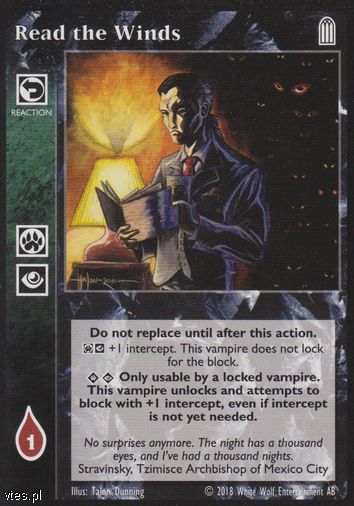 Read the Winds
REACTION
Do not replace until after this action.
+1 intercept. This vampire does not lock
for the block.
Only usable by a locked vampire.
This vampire unlocks and attempts to
block with +1 intercept, even if intercept
is not yet needed.
No surprises anymore. The night has a thousand
eyes, and I've had a thousand nights.
Stravinsky, Tzimisce Archbishop of Mexico City
1
Illus: Talon Dunning © 2018 White Wolf Entertainment AB
vtes.pl